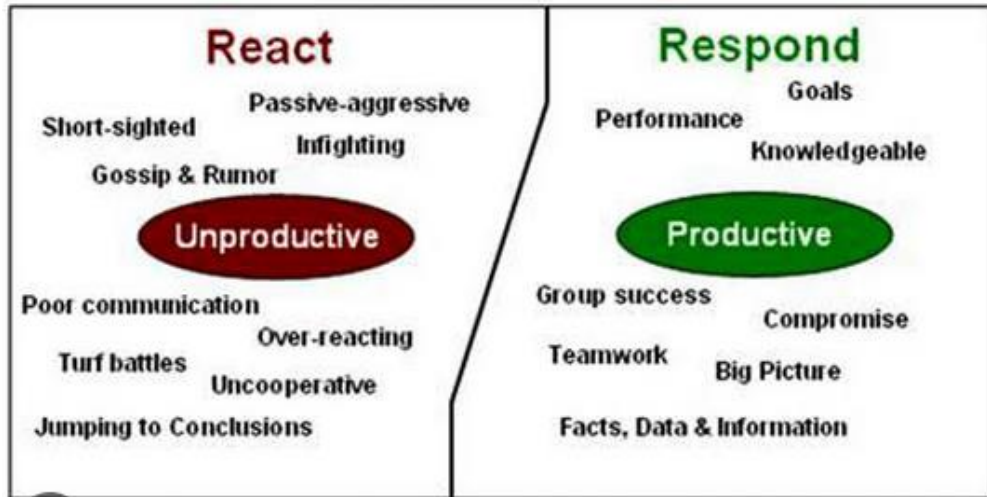 React
Passive-aggressive
Short-sighted
Infighting
Gossip & Rumor
Unproductive
Poor communication
Over-reacting
Turf battles
Uncooperative
Jumping to Conclusions
Respond
Goals
Performance
Knowledgeable
Productive
Group success
Compromise
Teamwork
Big Picture
Facts, Data & Information